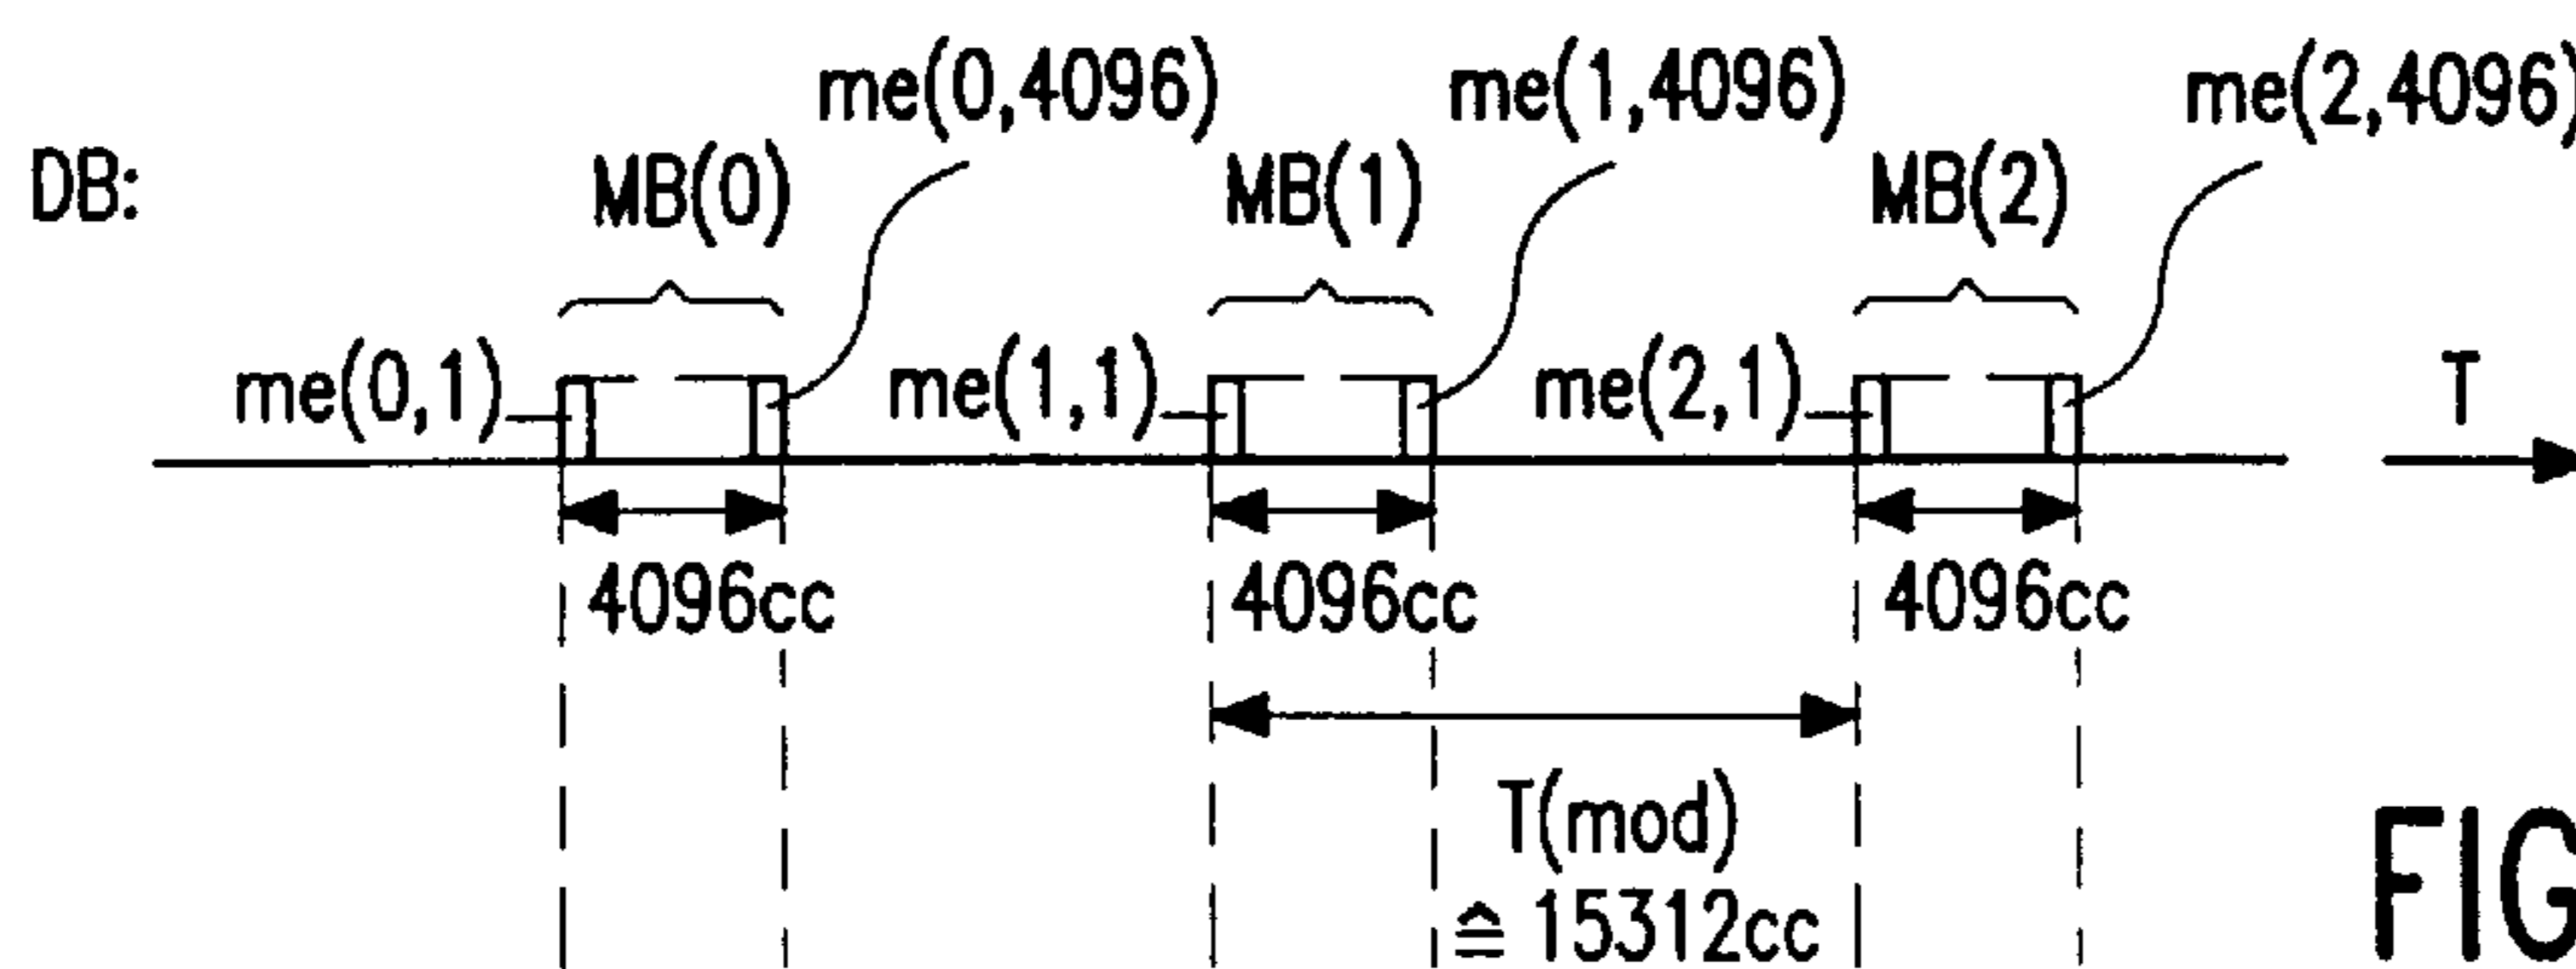 me(0,4096) me(1,4096) me(2,4096)
DB: MB(0) MB(1) MB(2)
me(0,1) me(1,1) me(2,1) T
4096cc 4096cc 4096cc
T(mod)
≙ 15312cc
FIG